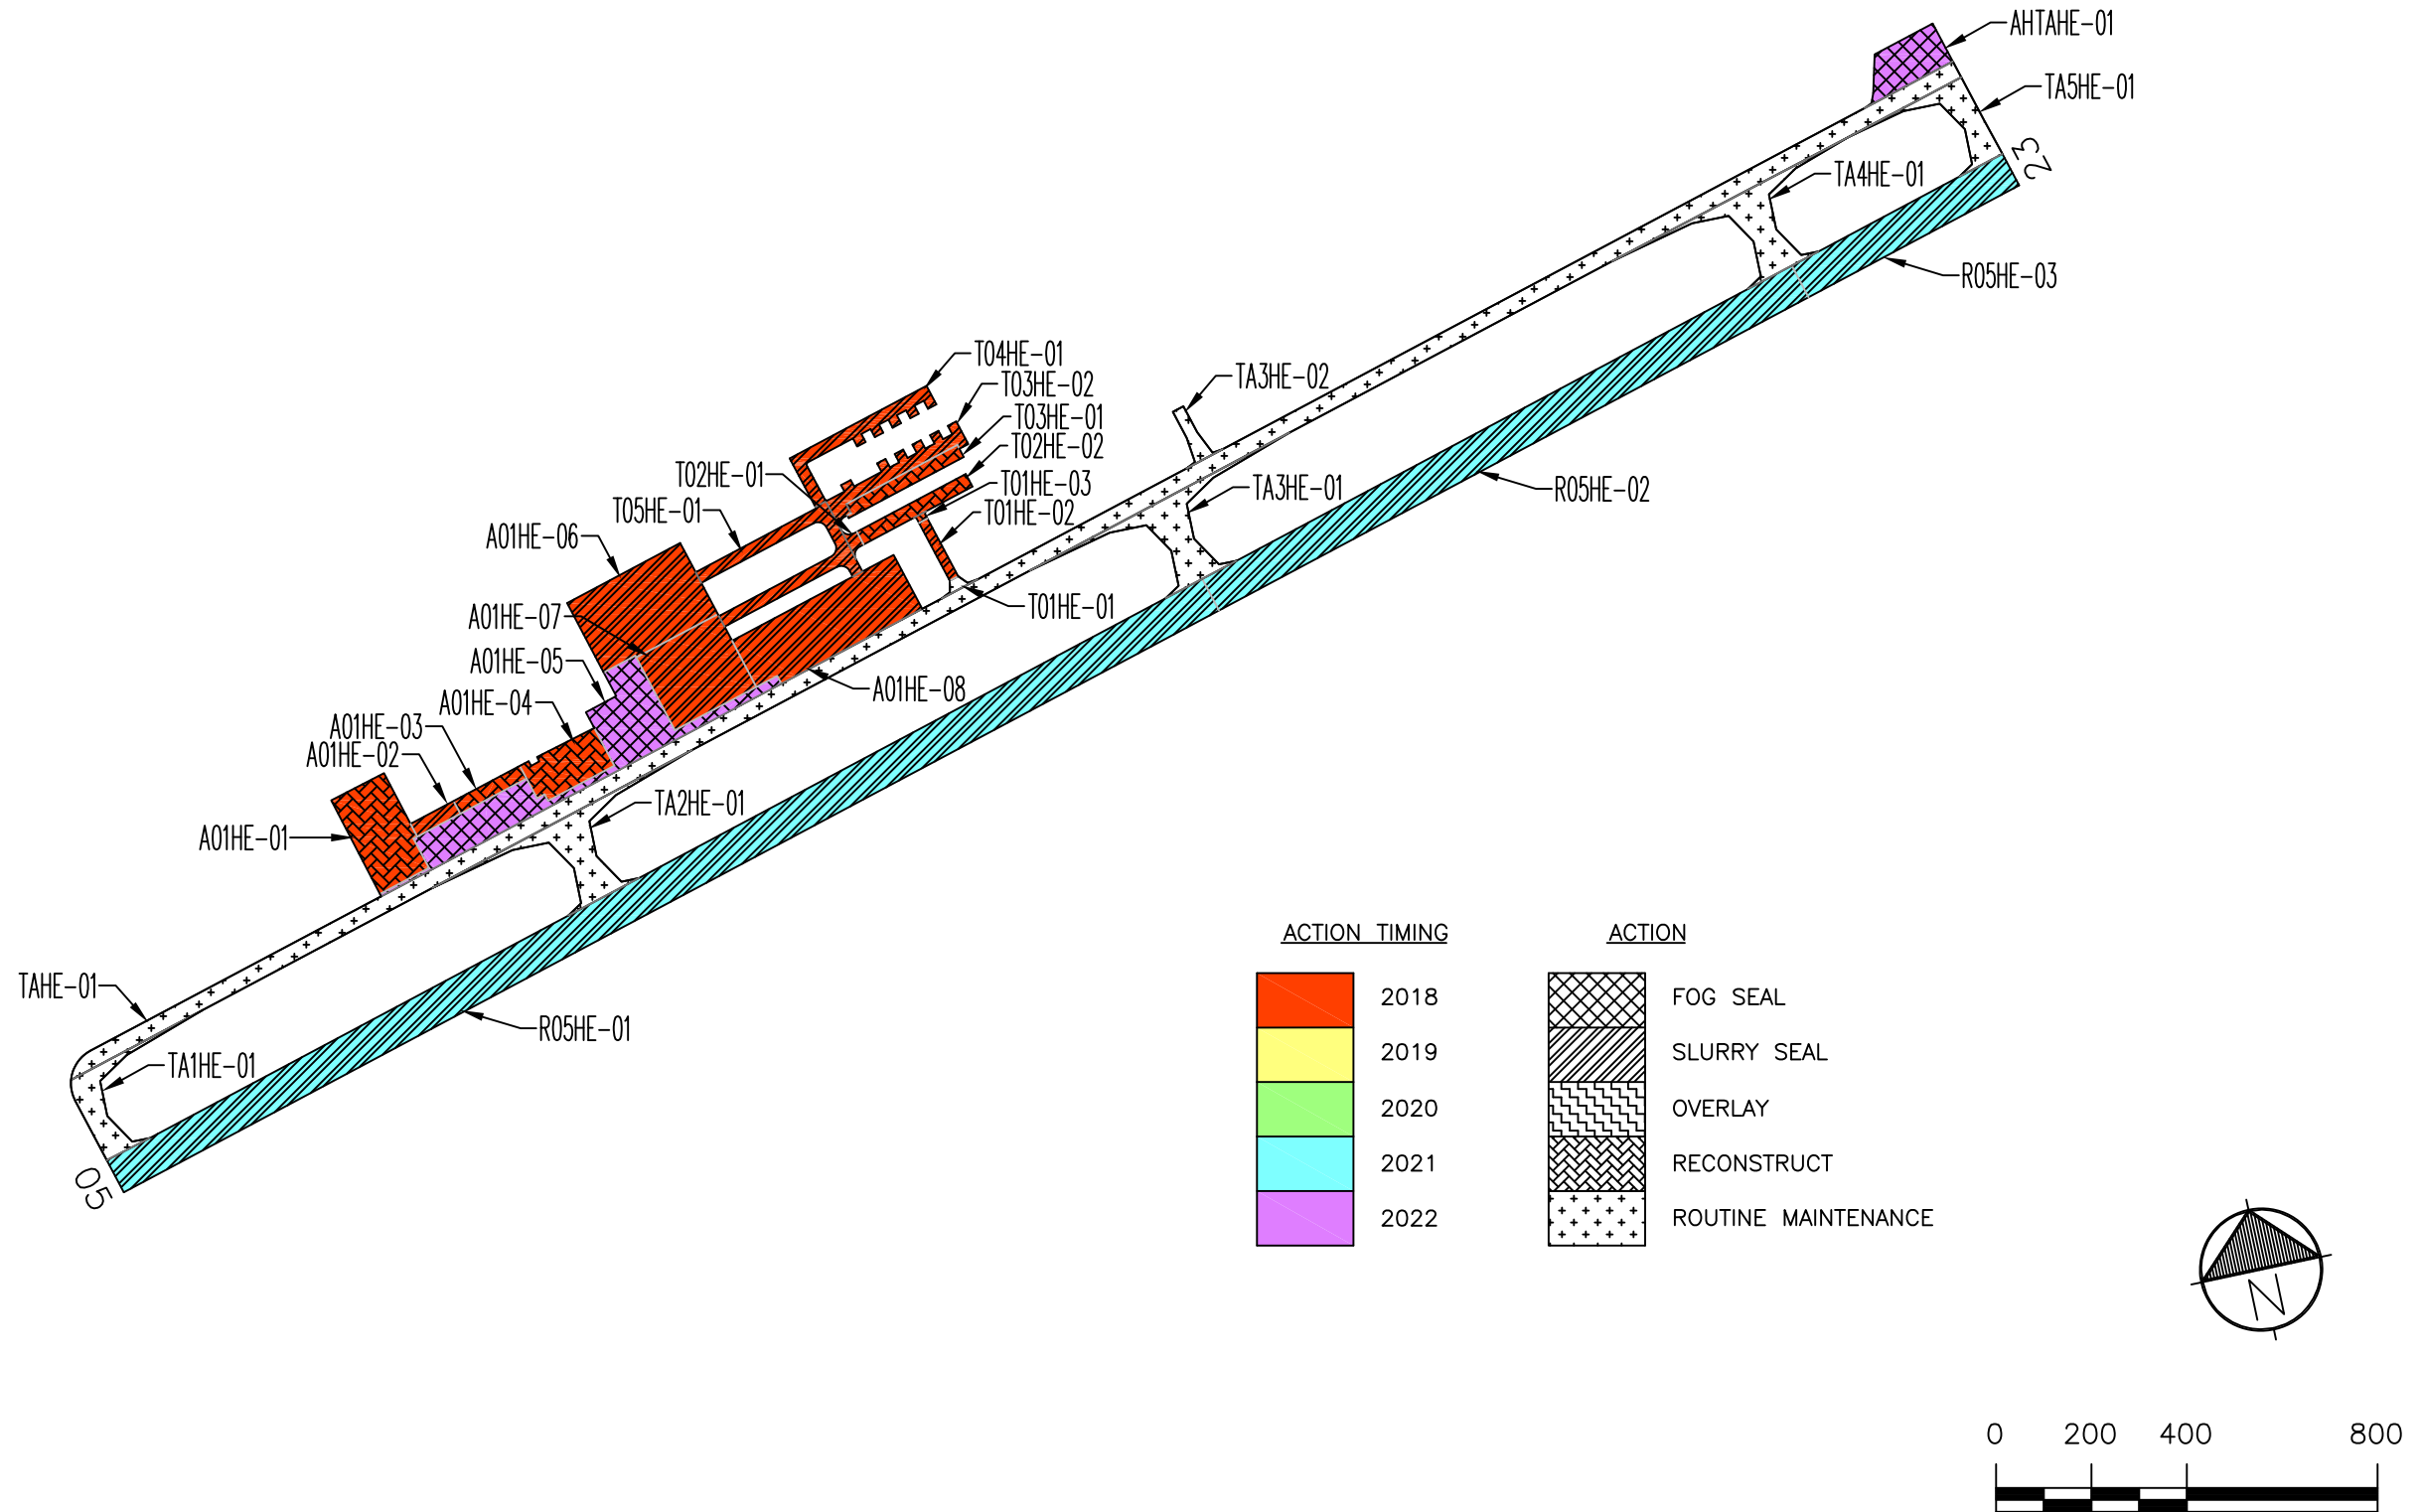 AHTAHE-01
TA5HE-01
23
TA4HE-01
R05HE-03
T04HE-01
T03HE-02
TA3HE-02
T03HE-01
T02HE-02
T02HE-01
T01HE-03
TA3HE-01
R05HE-02
T05HE-01
T01HE-02
A01HE-06
A01HE-07
T01HE-01
A01HE-05
A01HE-08
A01HE-04
A01HE-03
A01HE-02
TA2HE-01
A01HE-01
TAHE-01
R05HE-01
TA1HE-01
05
ACTION TIMING
2018
2019
2020
2021
2022
ACTION
FOG SEAL
SLURRY SEAL
OVERLAY
RECONSTRUCT
ROUTINE MAINTENANCE
N
0 200 400 800